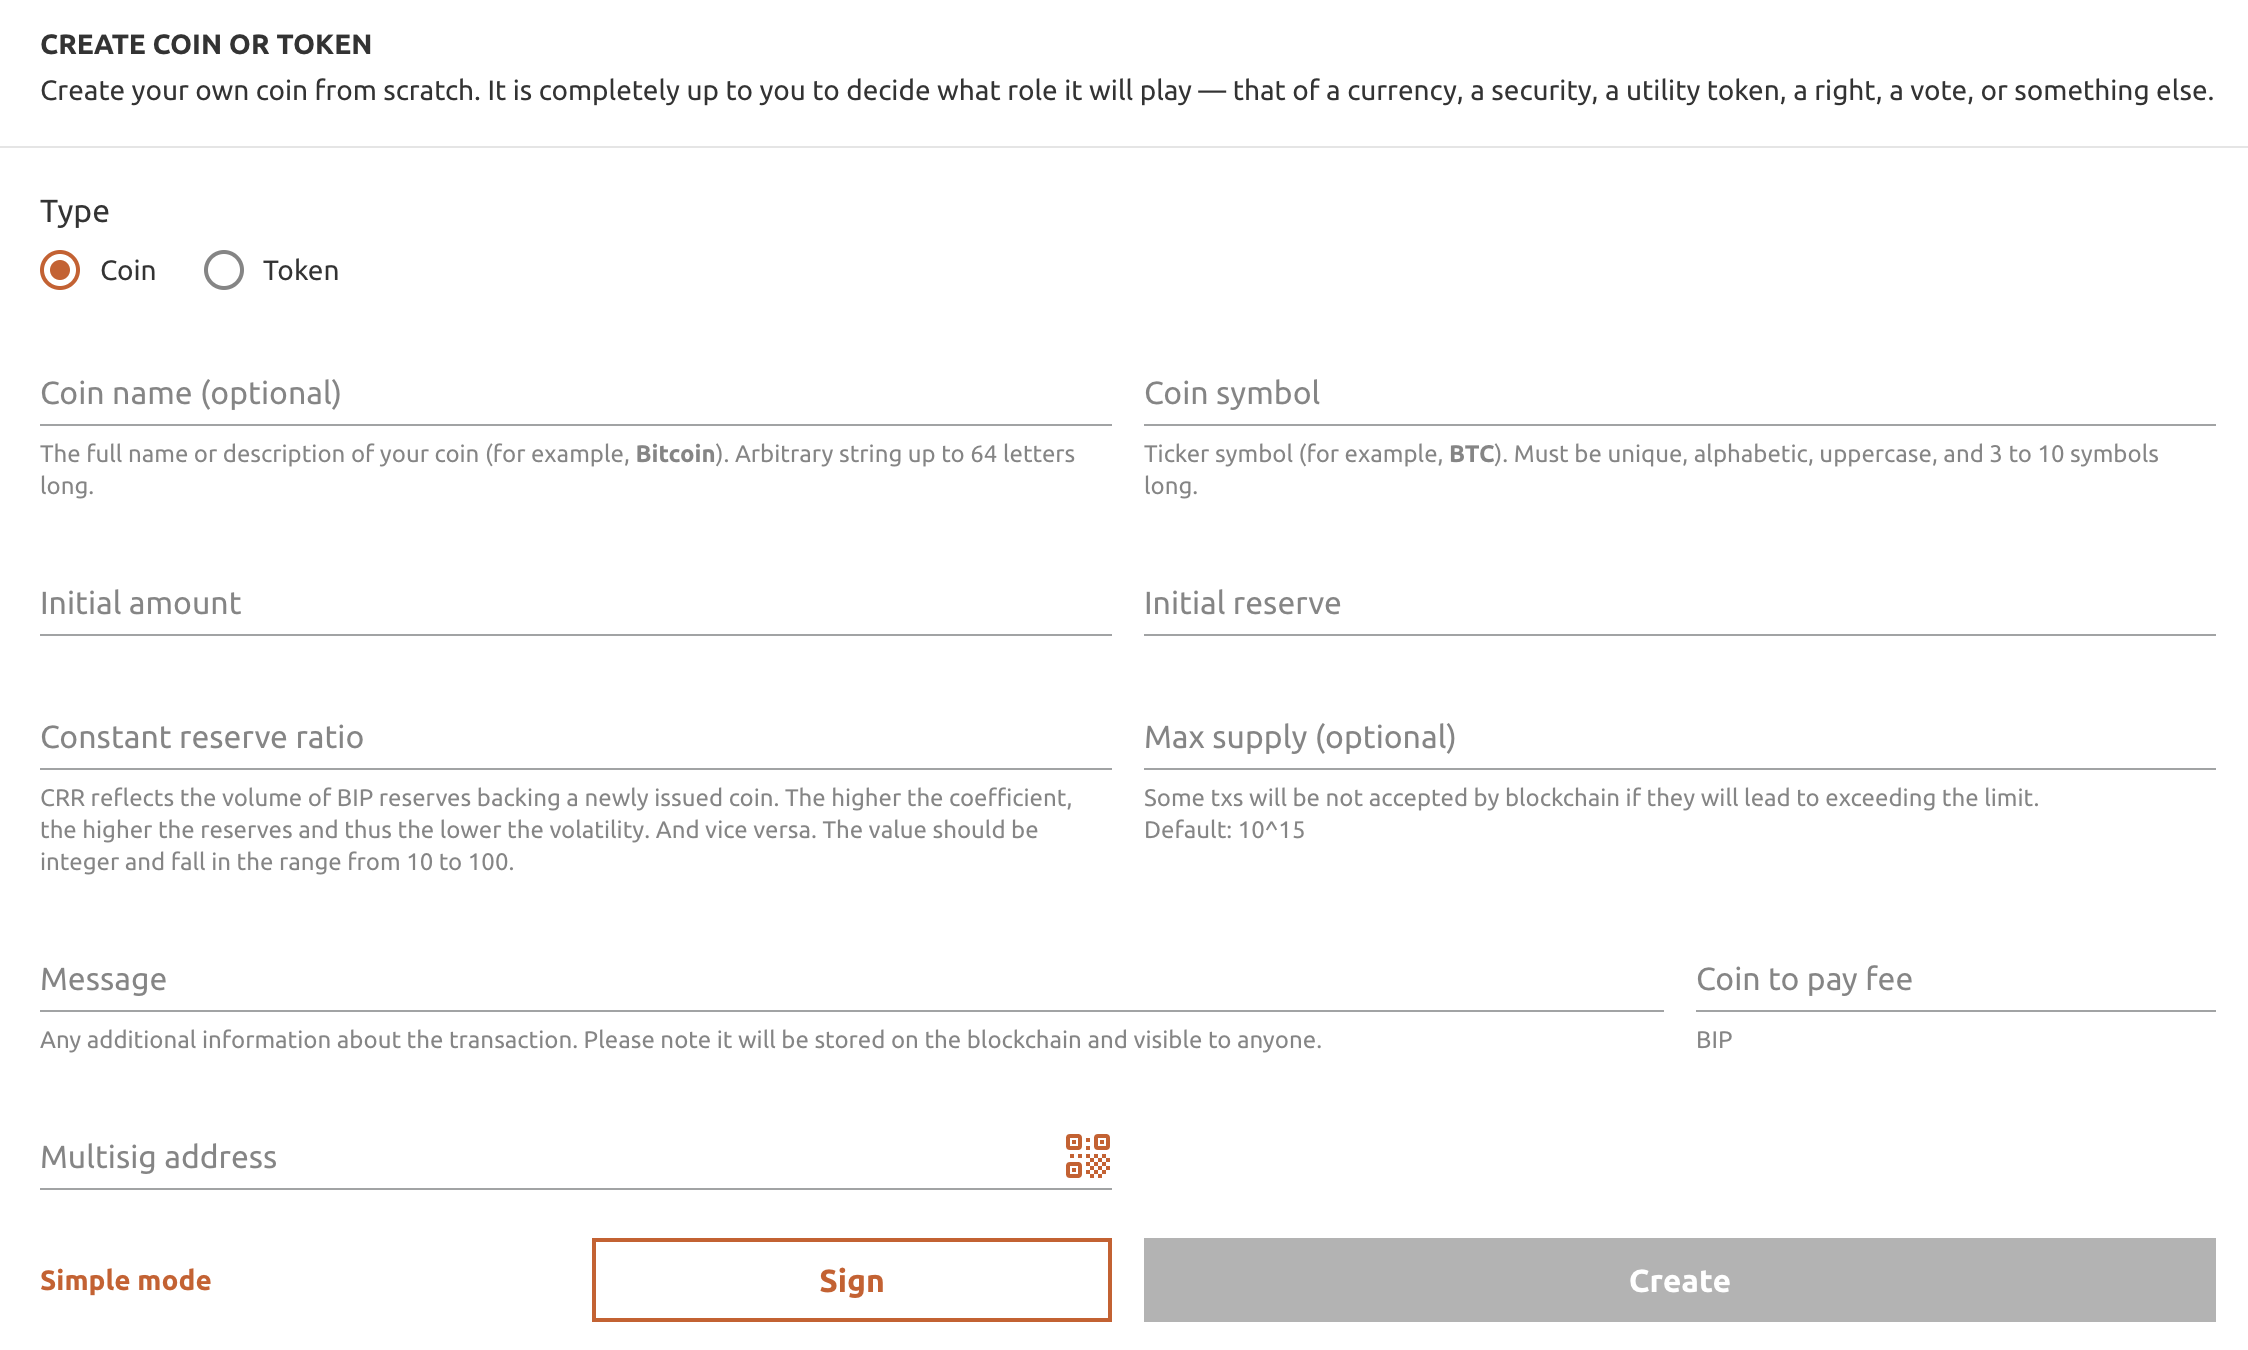 CREATE COIN OR TOKEN
Create your own coin from scratch. It is completely up to you to decide what role it will play — that of a currency, a security, a utility token, a right, a vote, or something else.
Type
Coin
Token
Coin name (optional)
The full name or description of your coin (for example, Bitcoin). Arbitrary string up to 64 letters
long.
Coin symbol
Ticker symbol (for example, BTC). Must be unique, alphabetic, uppercase, and 3 to 10 symbols
long.
Initial amount
Initial reserve
Constant reserve ratio
CRR reflects the volume of BIP reserves backing a newly issued coin. The higher the coefficient,
the higher the reserves and thus the lower the volatility. And vice versa. The value should be
integer and fall in the range from 10 to 100.
Max supply (optional)
Some txs will be not accepted by blockchain if they will lead to exceeding the limit.
Default: 10^15
Message
Any additional information about the transaction. Please note it will be stored on the blockchain and visible to anyone.
Coin to pay fee
BIP
Multisig address
Simple mode
Sign
Create